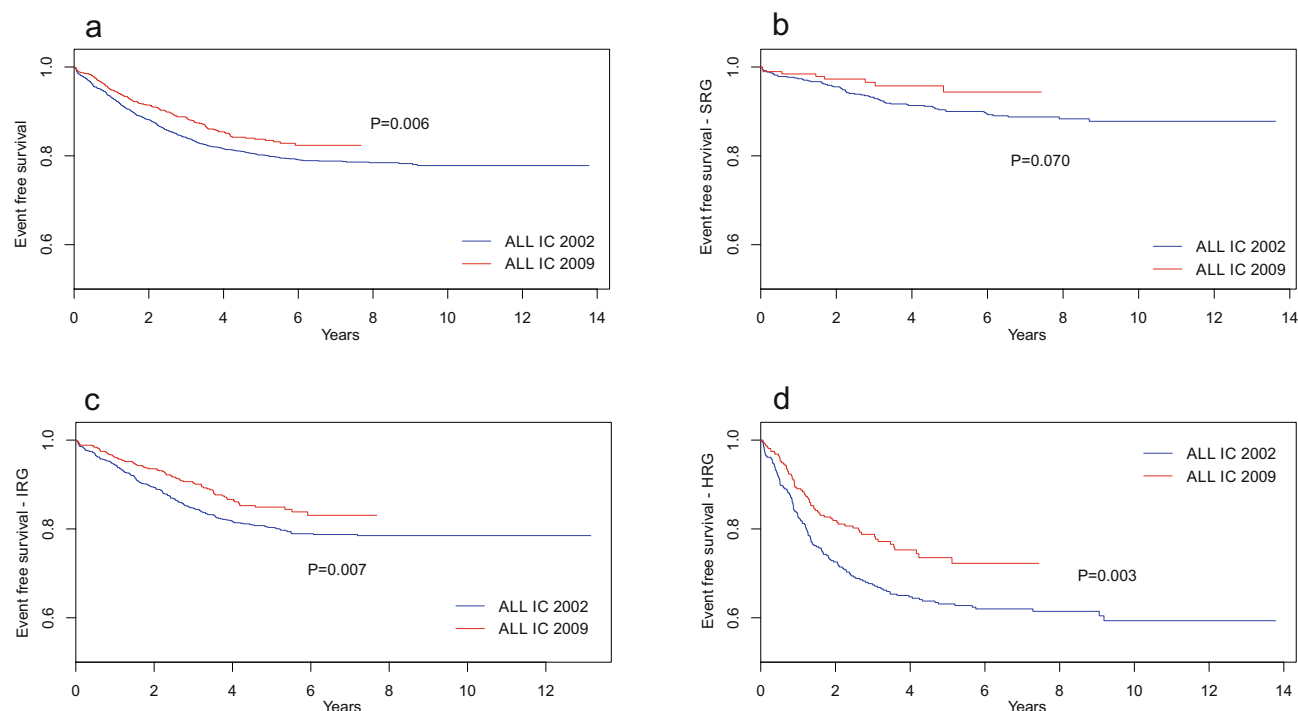 a
Event free survival
1.0
0.8
0.6
P=0.006
ALL IC 2002
ALL IC 2009
0 2 4 6 8 10 12 14
Years
b
Event free survival - SRG
1.0
0.8
0.6
P=0.070
ALL IC 2002
ALL IC 2009
0 2 4 6 8 10 12 14
Years
c
Event free survival - IRG
1.0
0.8
0.6
P=0.007
ALL IC 2002
ALL IC 2009
0 2 4 6 8 10 12
Years
d
Event free survival - HRG
1.0
0.8
0.6
ALL IC 2002
ALL IC 2009
P=0.003
0 2 4 6 8 10 12 14
Years